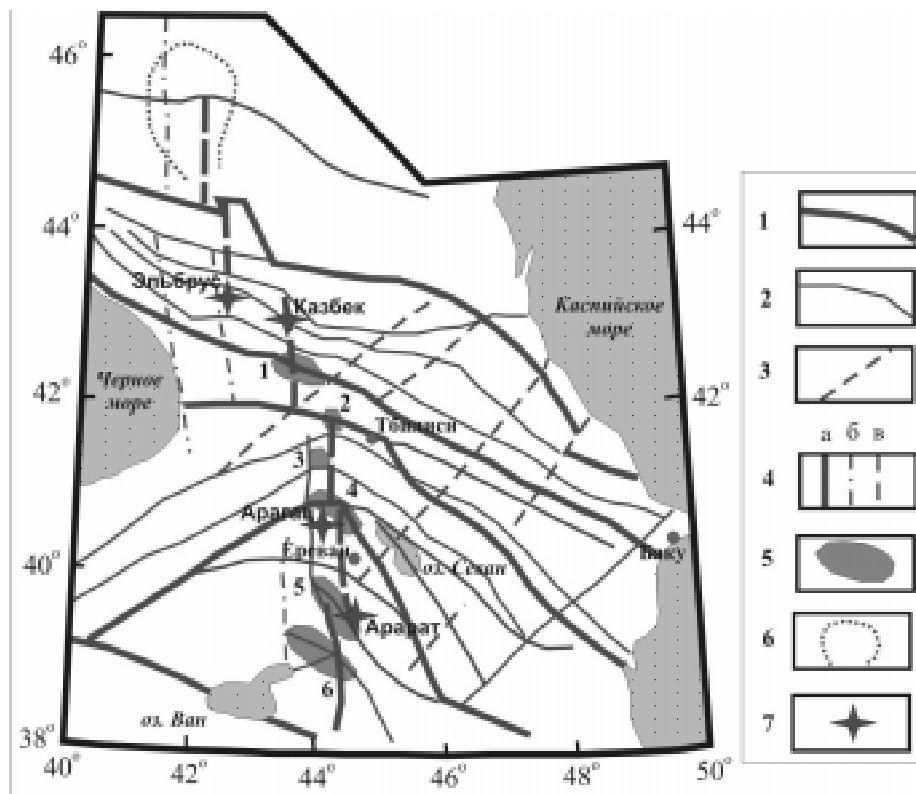 46°
44°
44°
Эльбрус
Казбек
Каспийское
море
1
42°
42°
Черное
море
2
Тбилиси
3
4
Арагац
Ереван
Баку
40°
оз. Севан
5
Арарат
6
оз. Ван
38°
40°
42°
44°
46°
48°
50°
1
2
3
а б в
4
5
6
7